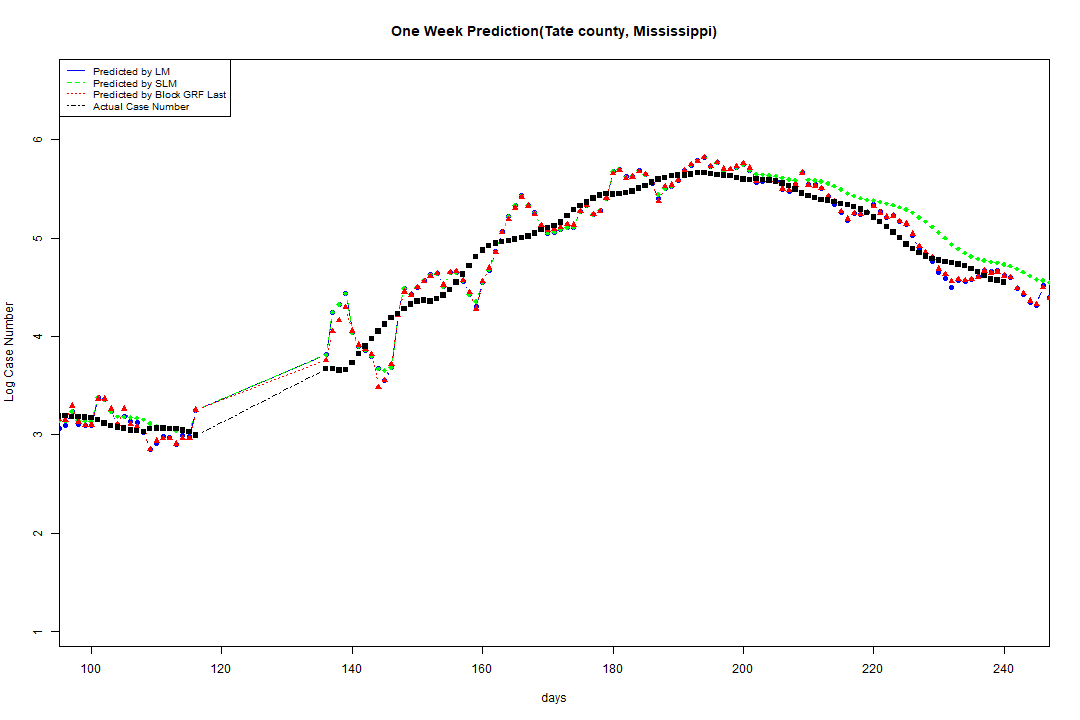 One Week Prediction(Tate county, Mississippi)
Predicted by LM
Predicted by SLM
Predicted by Block GRF Last
Actual Case Number
6
5
4
3
2
1
Log Case Number
100 120 140 160 180 200 220 240
days